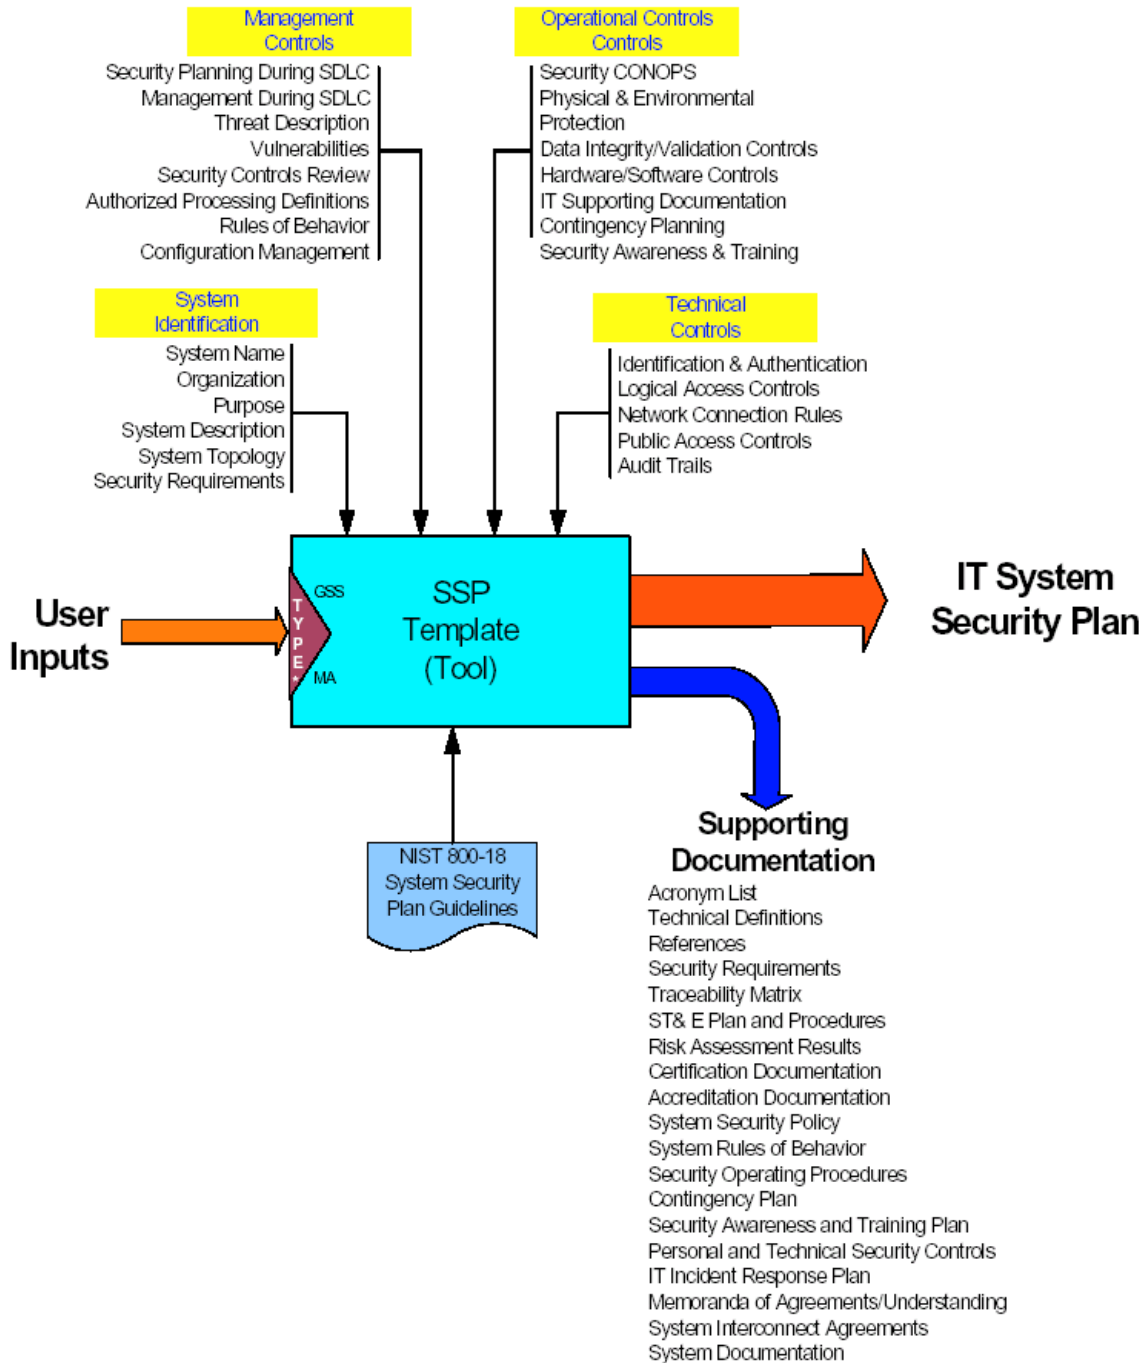 Management
Controls
Security Planning During SDLC
Management During SDLC
Threat Description
Vulnerabilities
Security Controls Review
Authorized Processing Definitions
Rules of Behavior
Configuration Management
Operational Controls
Controls
Security CONOPS
Physical & Environmental
Protection
Data Integrity/Validation Controls
Hardware/Software Controls
IT Supporting Documentation
Contingency Planning
Security Awareness & Training
System
Identification
System Name
Organization
Purpose
System Description
System Topology
Security Requirements
Technical
Controls
Identification & Authentication
Logical Access Controls
Network Connection Rules
Public Access Controls
Audit Trails
User
Inputs
TYPE*
GSS
MA
SSP
Template
(Tool)
IT System
Security Plan
NIST 800-18
System Security
Plan Guidelines
Supporting
Documentation
Acronym List
Technical Definitions
References
Security Requirements
Traceability Matrix
ST& E Plan and Procedures
Risk Assessment Results
Certification Documentation
Accreditation Documentation
System Security Policy
System Rules of Behavior
Security Operating Procedures
Contingency Plan
Security Awareness and Training Plan
Personal and Technical Security Controls
IT Incident Response Plan
Memoranda of Agreements/Understanding
System Interconnect Agreements
System Documentation